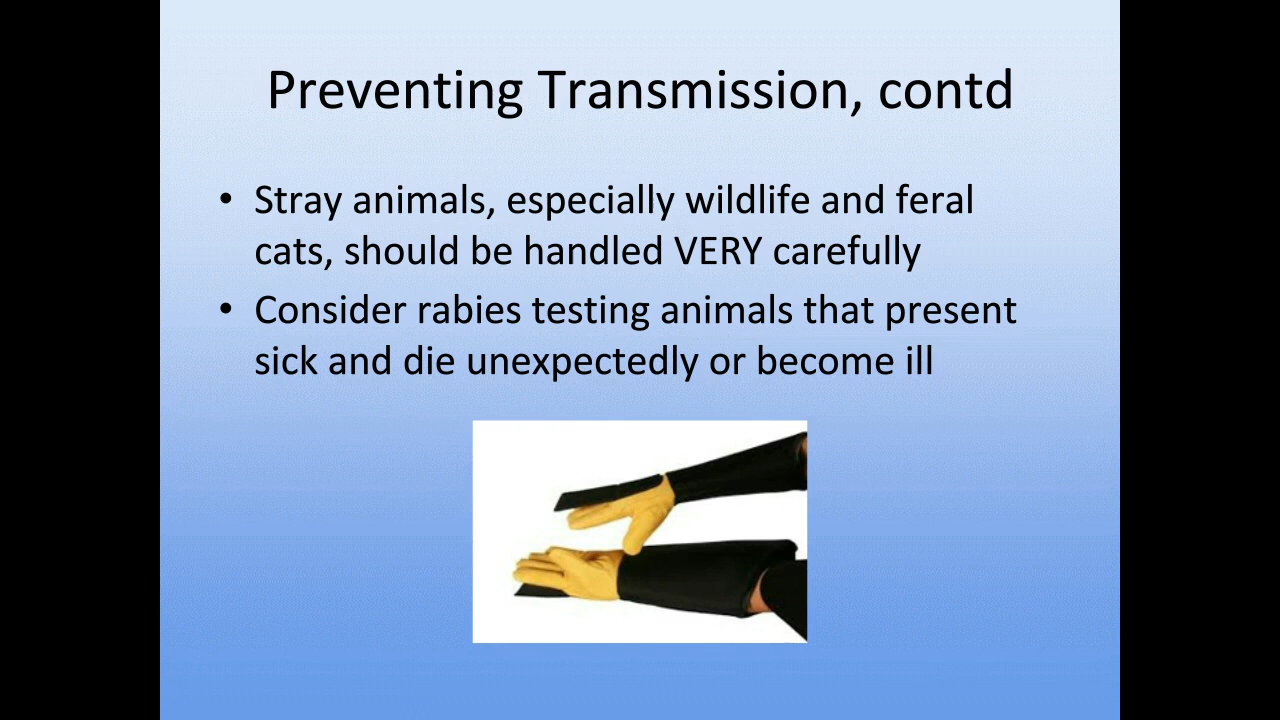 Preventing Transmission, contd
• Stray animals, especially wildlife and feral
cats, should be handled VERY carefully
• Consider rabies testing animals that present
sick and die unexpectedly or become ill